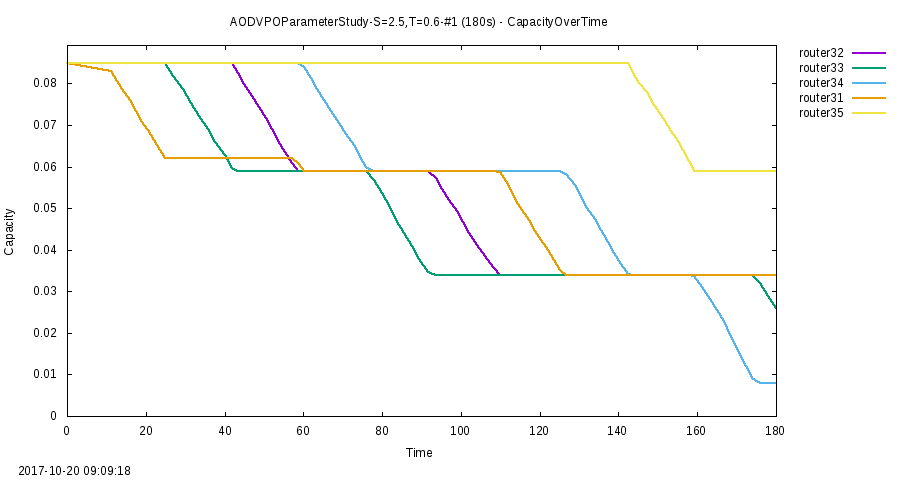 AODVPOParameterStudy-S=2.5,T=0.6-#1 (180s) - CapacityOverTime
router32
router33
router34
router31
router35
0.08
0.07
0.06
0.05
0.04
0.03
0.02
0.01
0
Capacity
0 20 40 60 80 100 120 140 160 180
Time
2017-10-20 09:09:18